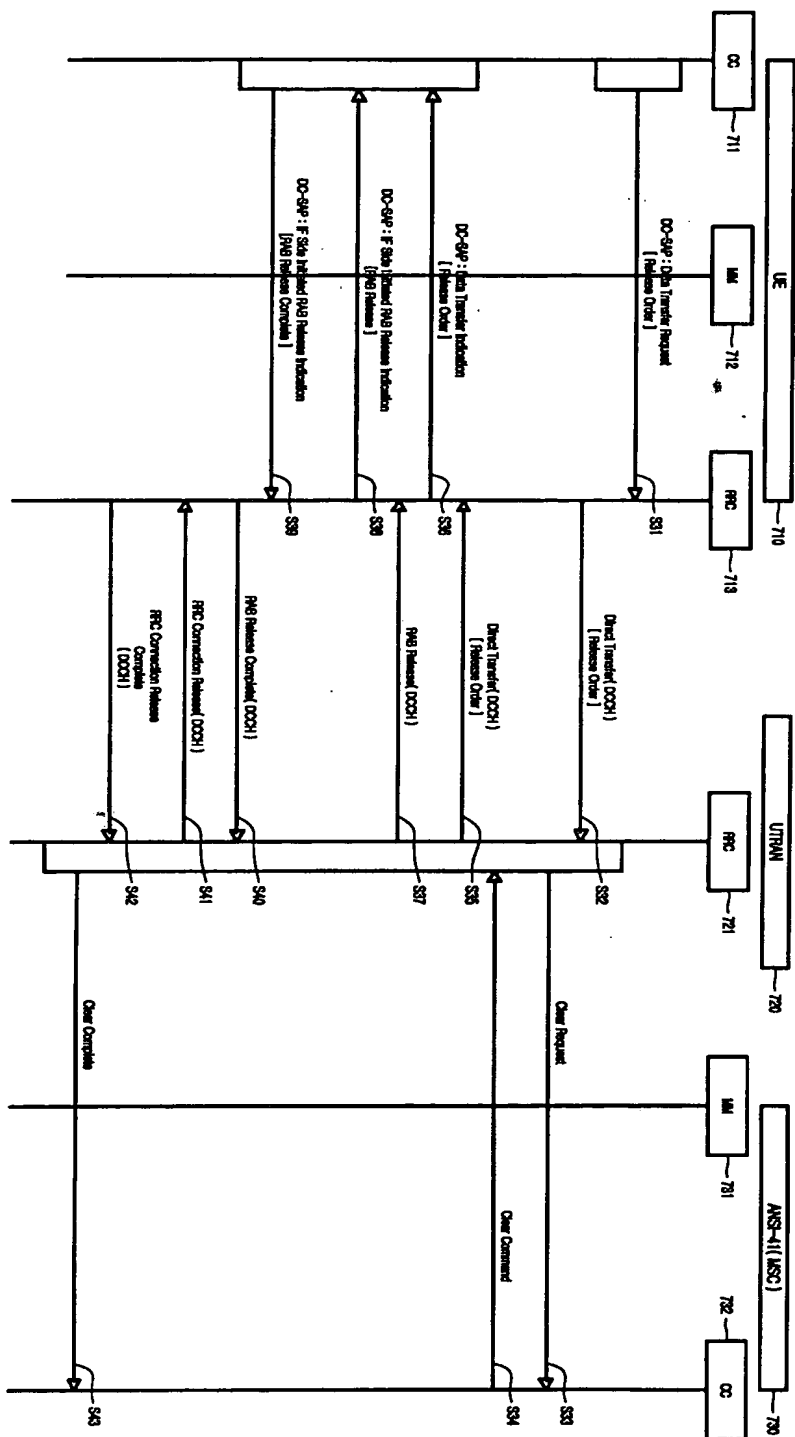 UE
710
UTRAN
720
ANSI-41( MSC )
730
CC
711
MM
712
RRC
713
RRC
721
MM
731
CC
732
DC-SAP : Data Transfer Request
[ Release Order ]
S31
Direct Transfer( DCCH )
[ Release Order ]
S32
Clear Request
S33
Clear Command
S34
Direct Transfer( DCCH )
[ Release Order ]
S35
DC-SAP : Data Transfer Indication
[ Release Order ]
S36
RAB Release( DCCH )
S37
DC-SAP : IF Side Initiated RAB Release Indication
[RAB Release ]
S38
DC-SAP : IF Side Initiated RAB Release Indication
[RAB Release Complete ]
S39
RAB Release Complete( DCCH )
S40
RRC Connection Release( DCCH )
S41
RRC Connection Release
Complete
( DCCH )
S42
Clear Complete
S43